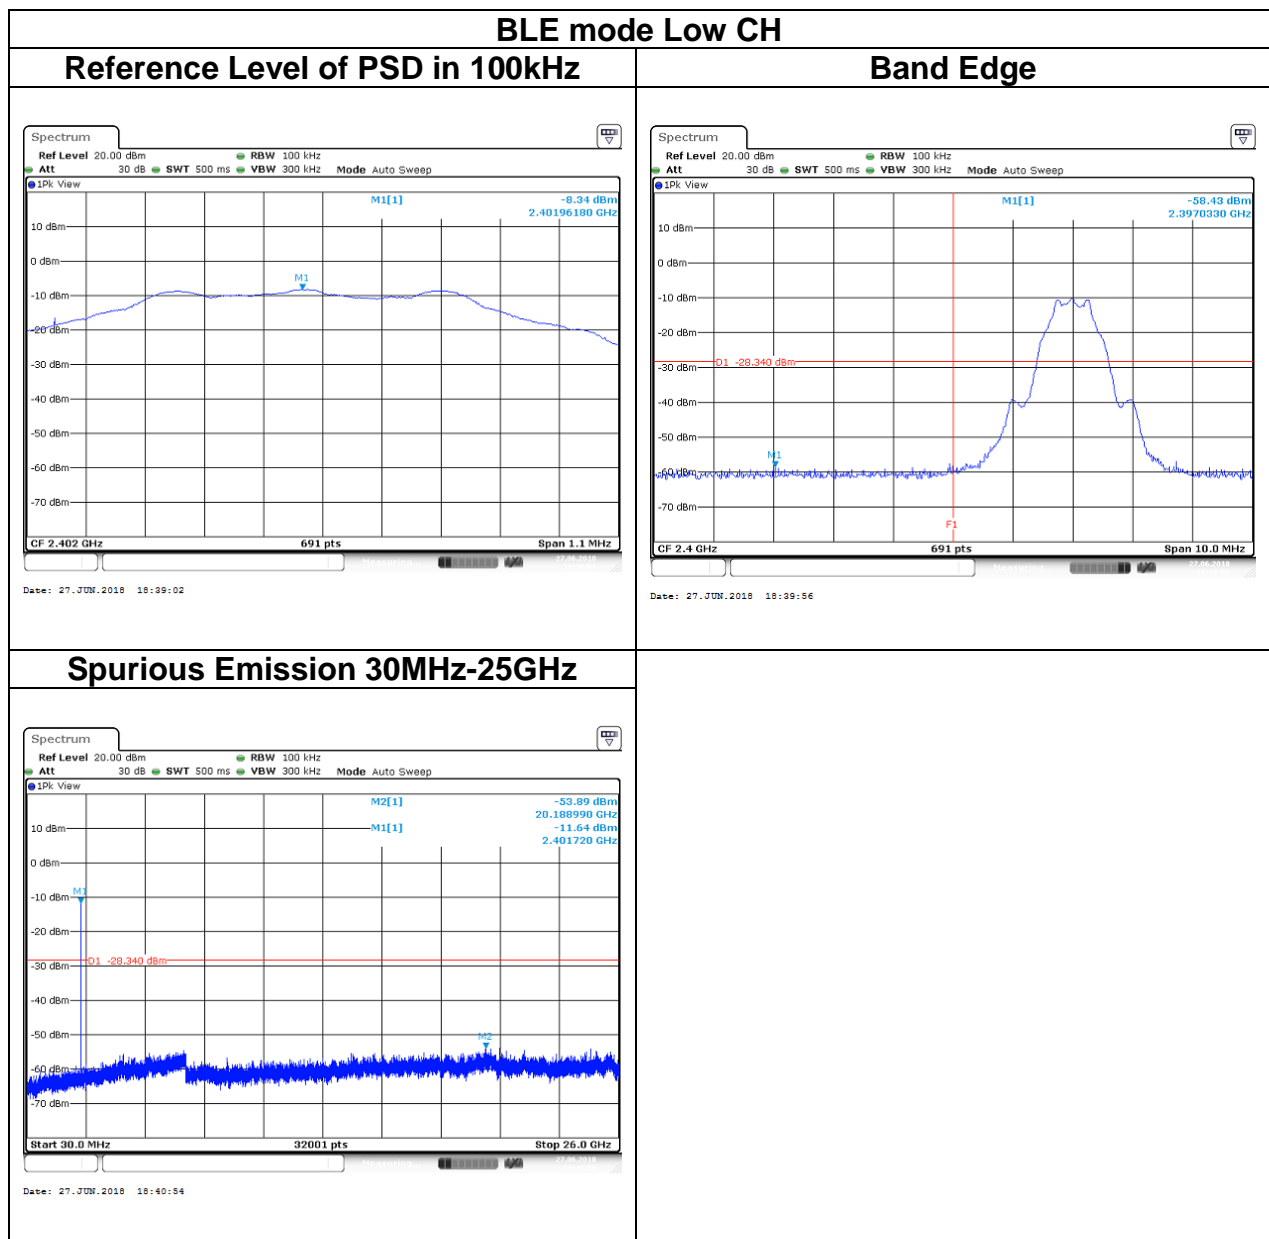 BLE mode Low CH
Reference Level of PSD in 100kHz
Band Edge
Spectrum
Ref Level 20.00 dBm RBW 100 kHz
Att 30 dB SWT 500 ms VBW 300 kHz Mode Auto Sweep
1Pk View
M1[1] -8.34 dBm
2.40196180 GHz
10 dBm
0 dBm
M1
-10 dBm
-20 dBm
-30 dBm
-40 dBm
-50 dBm
-60 dBm
-70 dBm
CF 2.402 GHz 691 pts Span 1.1 MHz
Measuring... 27.06.2018
Date: 27.JUN.2018 18:39:02
Spectrum
Ref Level 20.00 dBm RBW 100 kHz
Att 30 dB SWT 500 ms VBW 300 kHz Mode Auto Sweep
1Pk View
M1[1] -58.43 dBm
2.3970330 GHz
10 dBm
0 dBm
-10 dBm
-20 dBm
D1 -28.340 dBm
-30 dBm
-40 dBm
-50 dBm
M1
-60 dBm
-70 dBm
F1
CF 2.4 GHz 691 pts Span 10.0 MHz
Measuring... 27.06.2018
Date: 27.JUN.2018 18:39:56
Spurious Emission 30MHz-25GHz
Spectrum
Ref Level 20.00 dBm RBW 100 kHz
Att 30 dB SWT 500 ms VBW 300 kHz Mode Auto Sweep
1Pk View
M2[1] -53.89 dBm
20.188990 GHz
10 dBm M1[1] -11.64 dBm
2.401720 GHz
0 dBm
M1
-10 dBm
-20 dBm
D1 -28.340 dBm
-30 dBm
-40 dBm
-50 dBm
M2
-60 dBm
-70 dBm
Start 30.0 MHz 32001 pts Stop 26.0 GHz
Measuring... 27.06.2018
Date: 27.JUN.2018 18:40:54